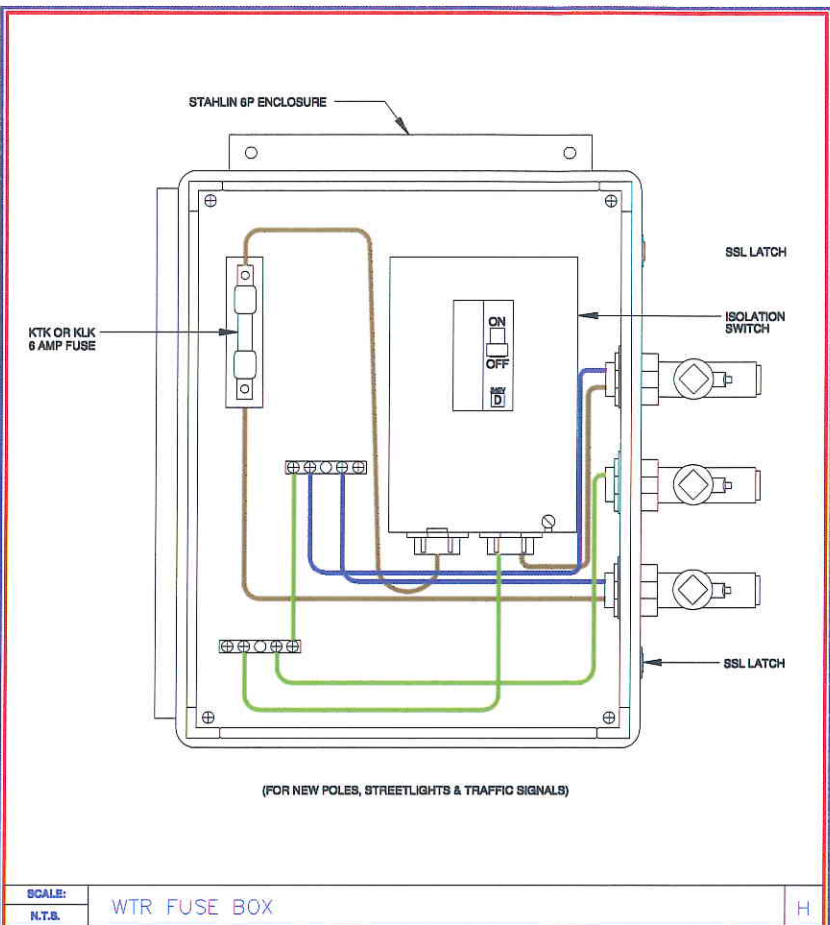 STAHLIN 6P ENCLOSURE
SSL LATCH
ISOLATION
SWITCH
KTK OR KLK
6 AMP FUSE
ON
OFF
D
SSL LATCH
(FOR NEW POLES, STREETLIGHTS & TRAFFIC SIGNALS)
SCALE:
N.T.S.
WTR FUSE BOX
H